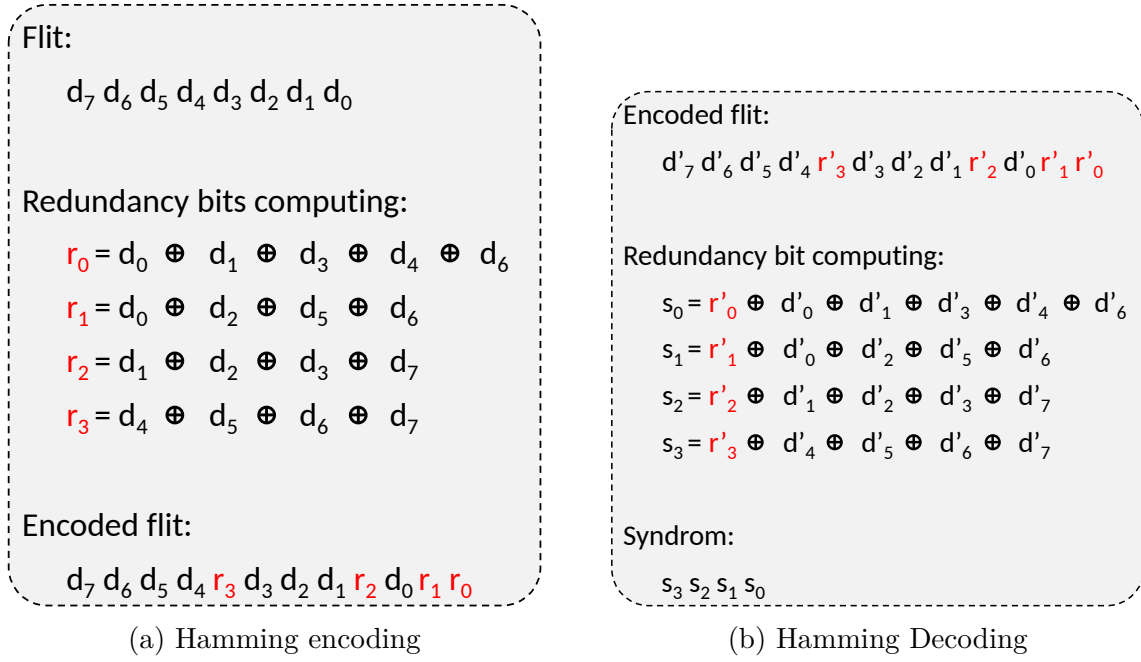 Flit:
d₇ d₆ d₅ d₄ d₃ d₂ d₁ d₀
Redundancy bits computing:
r₀ = d₀ ⊕ d₁ ⊕ d₃ ⊕ d₄ ⊕ d₆
r₁ = d₀ ⊕ d₂ ⊕ d₅ ⊕ d₆
r₂ = d₁ ⊕ d₂ ⊕ d₃ ⊕ d₇
r₃ = d₄ ⊕ d₅ ⊕ d₆ ⊕ d₇
Encoded flit:
d₇ d₆ d₅ d₄ r₃ d₃ d₂ d₁ r₂ d₀ r₁ r₀
(a) Hamming encoding
Encoded flit:
d’₇ d’₆ d’₅ d’₄ r’₃ d’₃ d’₂ d’₁ r’₂ d’₀ r’₁ r’₀
Redundancy bit computing:
s₀ = r’₀ ⊕ d’₀ ⊕ d’₁ ⊕ d’₃ ⊕ d’₄ ⊕ d’₆
s₁ = r’₁ ⊕ d’₀ ⊕ d’₂ ⊕ d’₅ ⊕ d’₆
s₂ = r’₂ ⊕ d’₁ ⊕ d’₂ ⊕ d’₃ ⊕ d’₇
s₃ = r’₃ ⊕ d’₄ ⊕ d’₅ ⊕ d’₆ ⊕ d’₇
Syndrom:
s₃ s₂ s₁ s₀
(b) Hamming Decoding